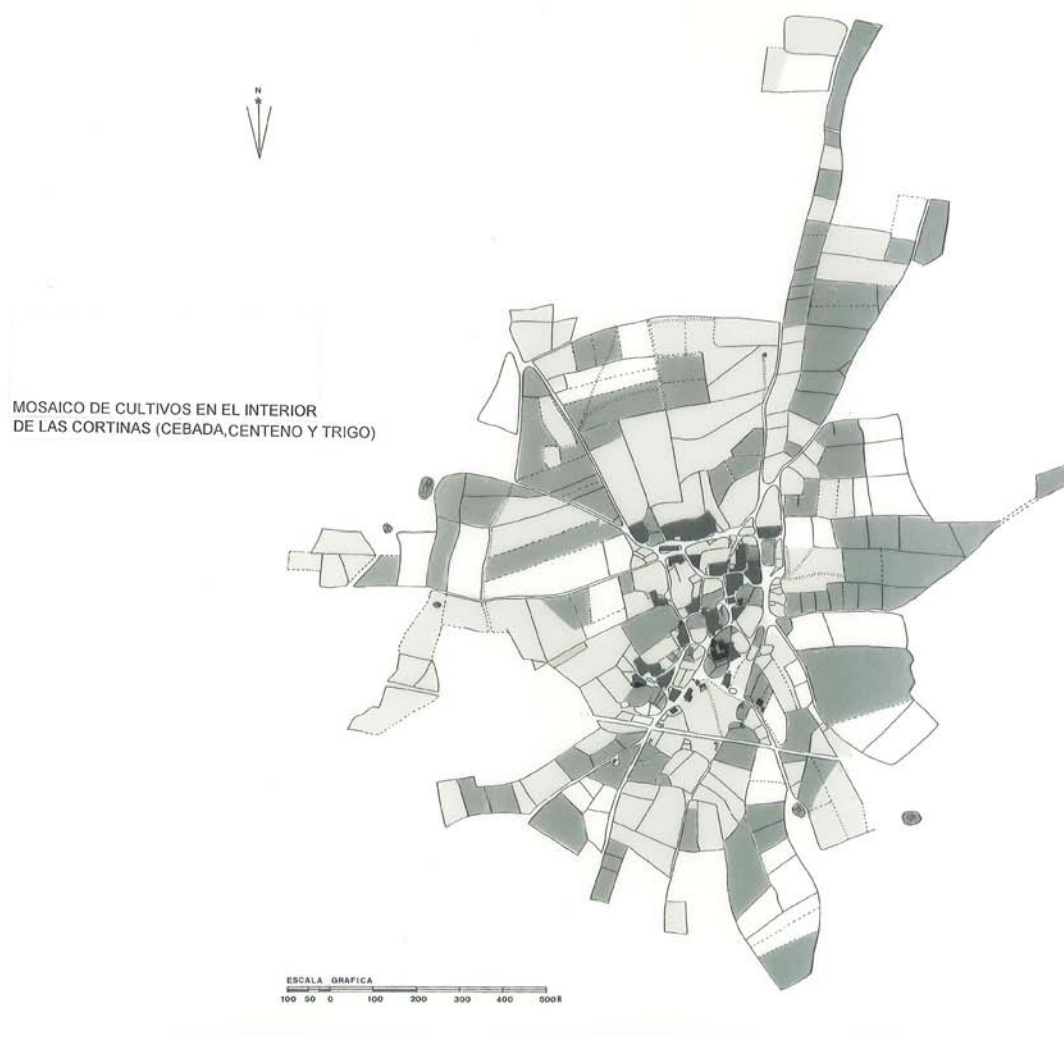 N
MOSAICO DE CULTIVOS EN EL INTERIOR
DE LAS CORTINAS (CEBADA,CENTENO Y TRIGO)
ESCALA GRAFICA
100 50 0 100 200 300 400 500M